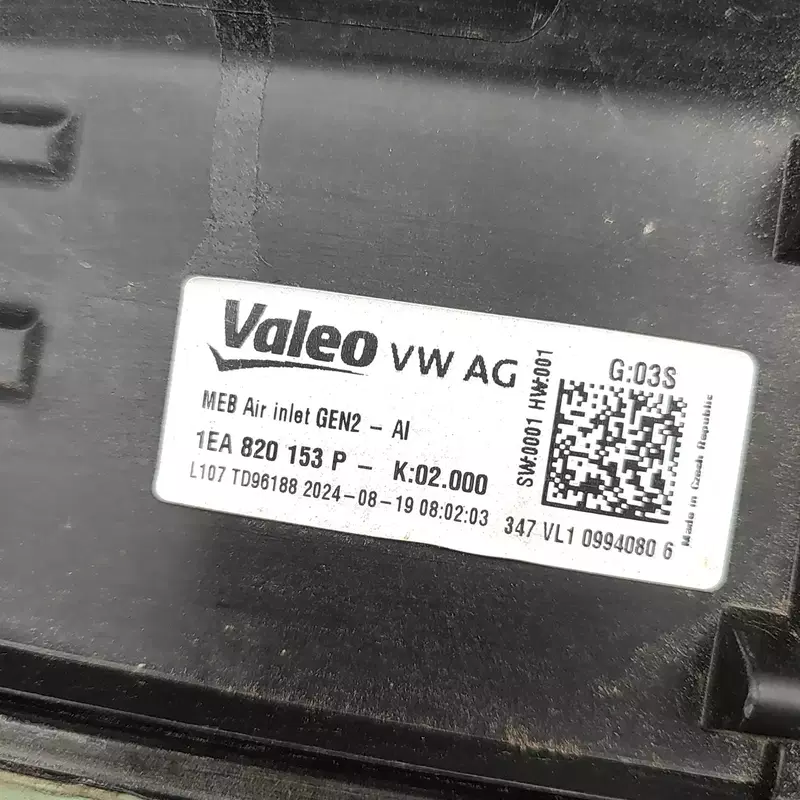 Valeo VW AG
MEB Air inlet GEN2 - AI
1EA 820 153 P - K:02.000
L107 TD96188 2024-08-19 08:02:03
SW:0001 HW:001
G:03S
347 VL1 0994080 6
Made in Czech Republic